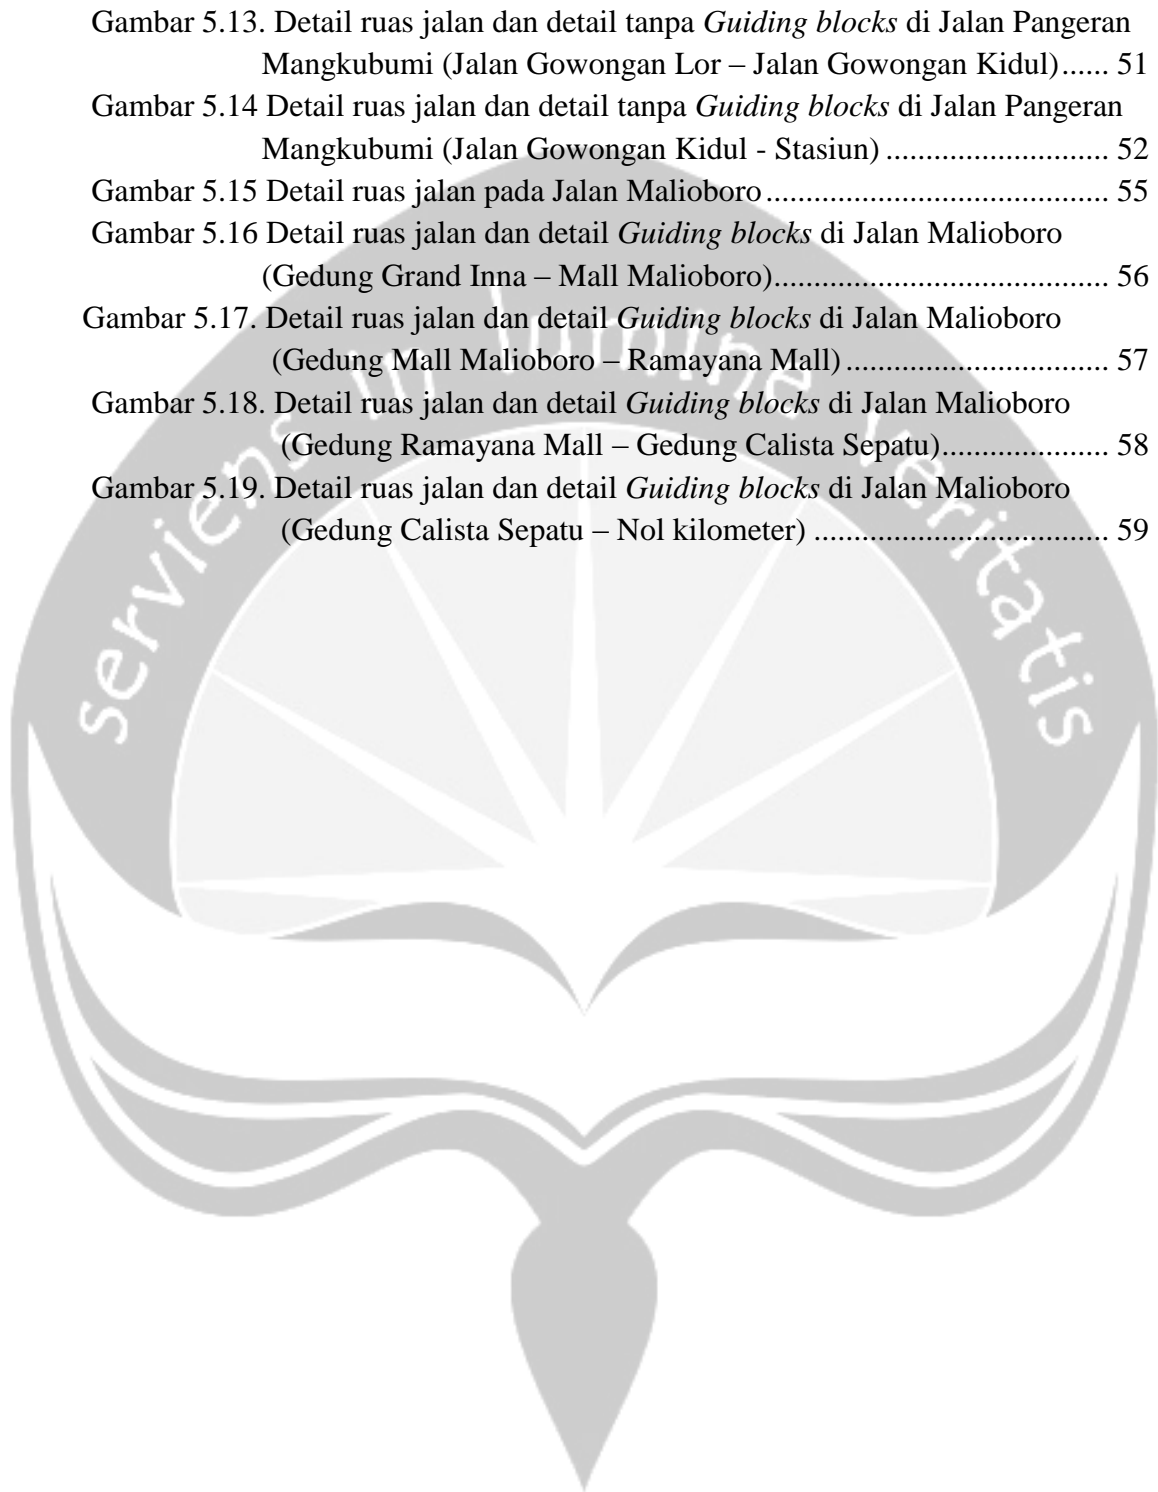 Gambar 5.13. Detail ruas jalan dan detail tanpa Guiding blocks di Jalan Pangeran
Mangkubumi (Jalan Gowongan Lor – Jalan Gowongan Kidul)...... 51
Gambar 5.14 Detail ruas jalan dan detail tanpa Guiding blocks di Jalan Pangeran
Mangkubumi (Jalan Gowongan Kidul - Stasiun) ........................... 52
Gambar 5.15 Detail ruas jalan pada Jalan Malioboro.......................................... 55
Gambar 5.16 Detail ruas jalan dan detail Guiding blocks di Jalan Malioboro
(Gedung Grand Inna – Mall Malioboro)......................................... 56
Gambar 5.17. Detail ruas jalan dan detail Guiding blocks di Jalan Malioboro
(Gedung Mall Malioboro – Ramayana Mall)................................ 57
Gambar 5.18. Detail ruas jalan dan detail Guiding blocks di Jalan Malioboro
(Gedung Ramayana Mall – Gedung Calista Sepatu).................... 58
Gambar 5.19. Detail ruas jalan dan detail Guiding blocks di Jalan Malioboro
(Gedung Calista Sepatu – Nol kilometer) .................................... 59
serviens in lumine veritatis